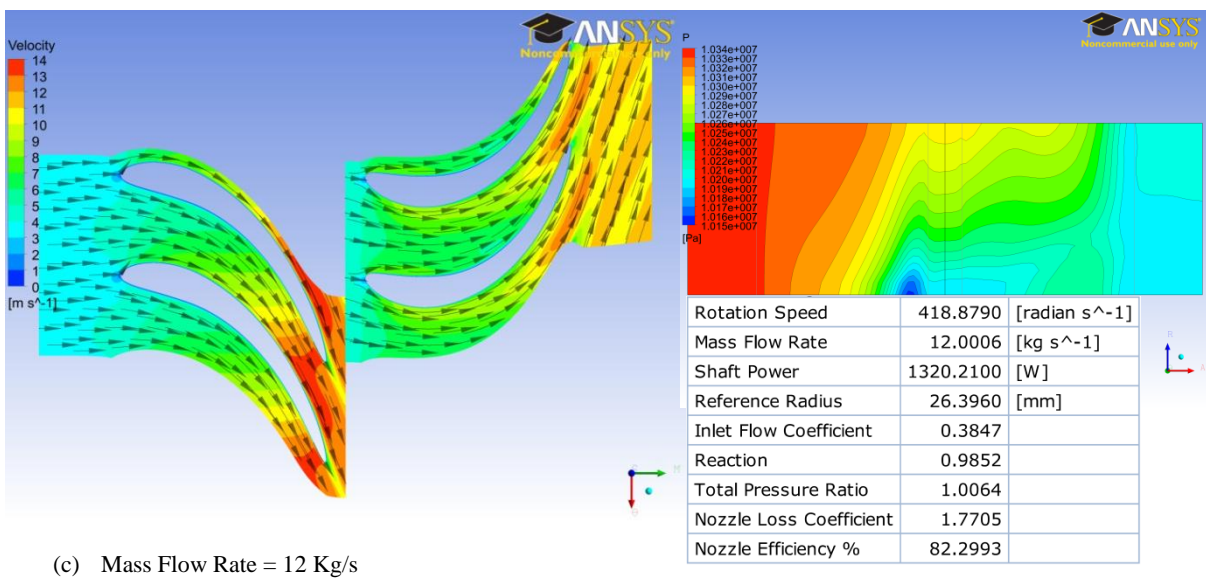 Velocity
14
13
12
11
10
9
8
7
6
5
4
3
2
1
0
[m s^-1]
ANSYS
Noncommercial use only
P
1.034e+007
1.033e+007
1.032e+007
1.031e+007
1.030e+007
1.029e+007
1.028e+007
1.027e+007
1.026e+007
1.025e+007
1.024e+007
1.023e+007
1.022e+007
1.021e+007
1.020e+007
1.019e+007
1.018e+007
1.017e+007
1.016e+007
1.015e+007
[Pa]
ANSYS
Noncommercial use only
Rotation Speed 418.8790 [radian s^-1]
Mass Flow Rate 12.0006 [kg s^-1]
Shaft Power 1320.2100 [W]
Reference Radius 26.3960 [mm]
Inlet Flow Coefficient 0.3847
Reaction 0.9852
Total Pressure Ratio 1.0064
Nozzle Loss Coefficient 1.7705
Nozzle Efficiency % 82.2993
M
R
A
(c) Mass Flow Rate = 12 Kg/s